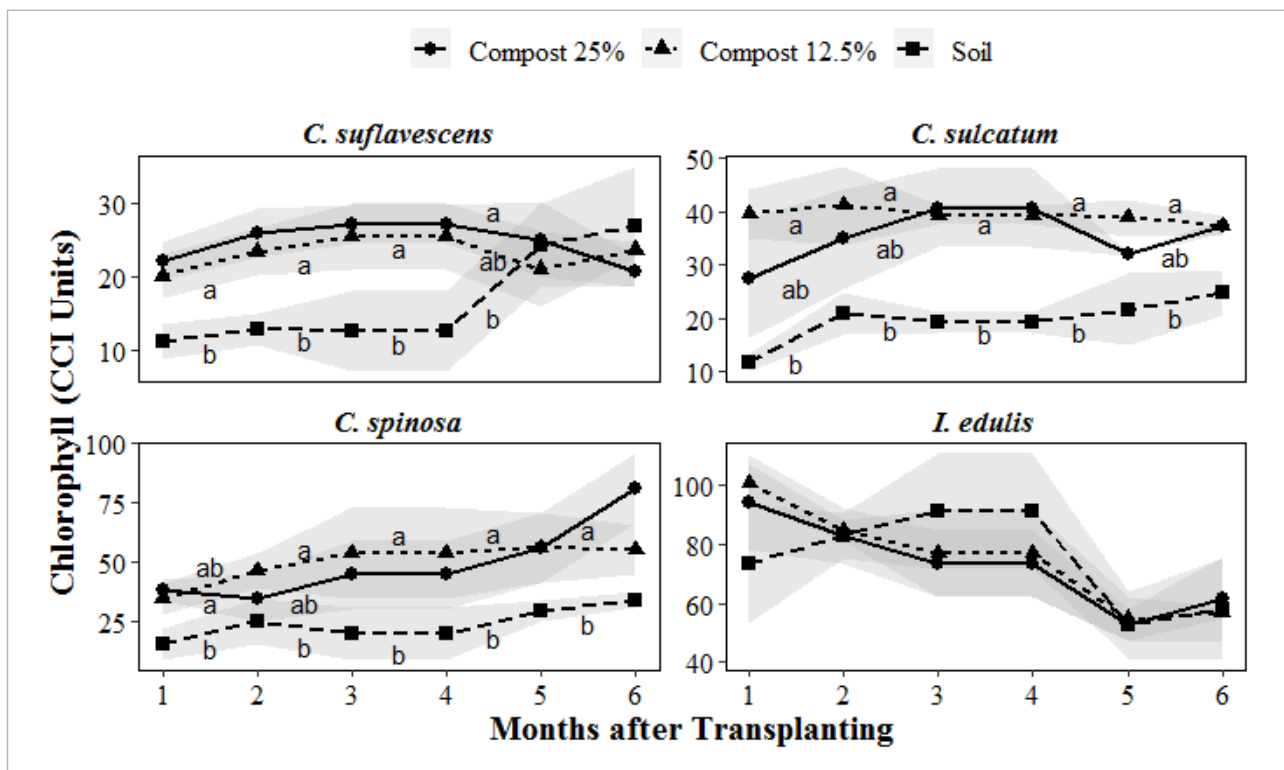 Compost 25% Compost 12.5% Soil
C. suflavescens
C. sulcatum
Chlorophyll (CCI Units)
30
20
10
a
a
a
ab
a
b
b
b
b
50
40
30
20
10
a
a
a
a
a
ab
ab
ab
b
b
b
b
b
C. spinosa
I. edulis
100
75
50
25
ab
a
a
a
a
a
ab
b
b
b
b
b
100
80
60
40
1 2 3 4 5 6
1 2 3 4 5 6
Months after Transplanting